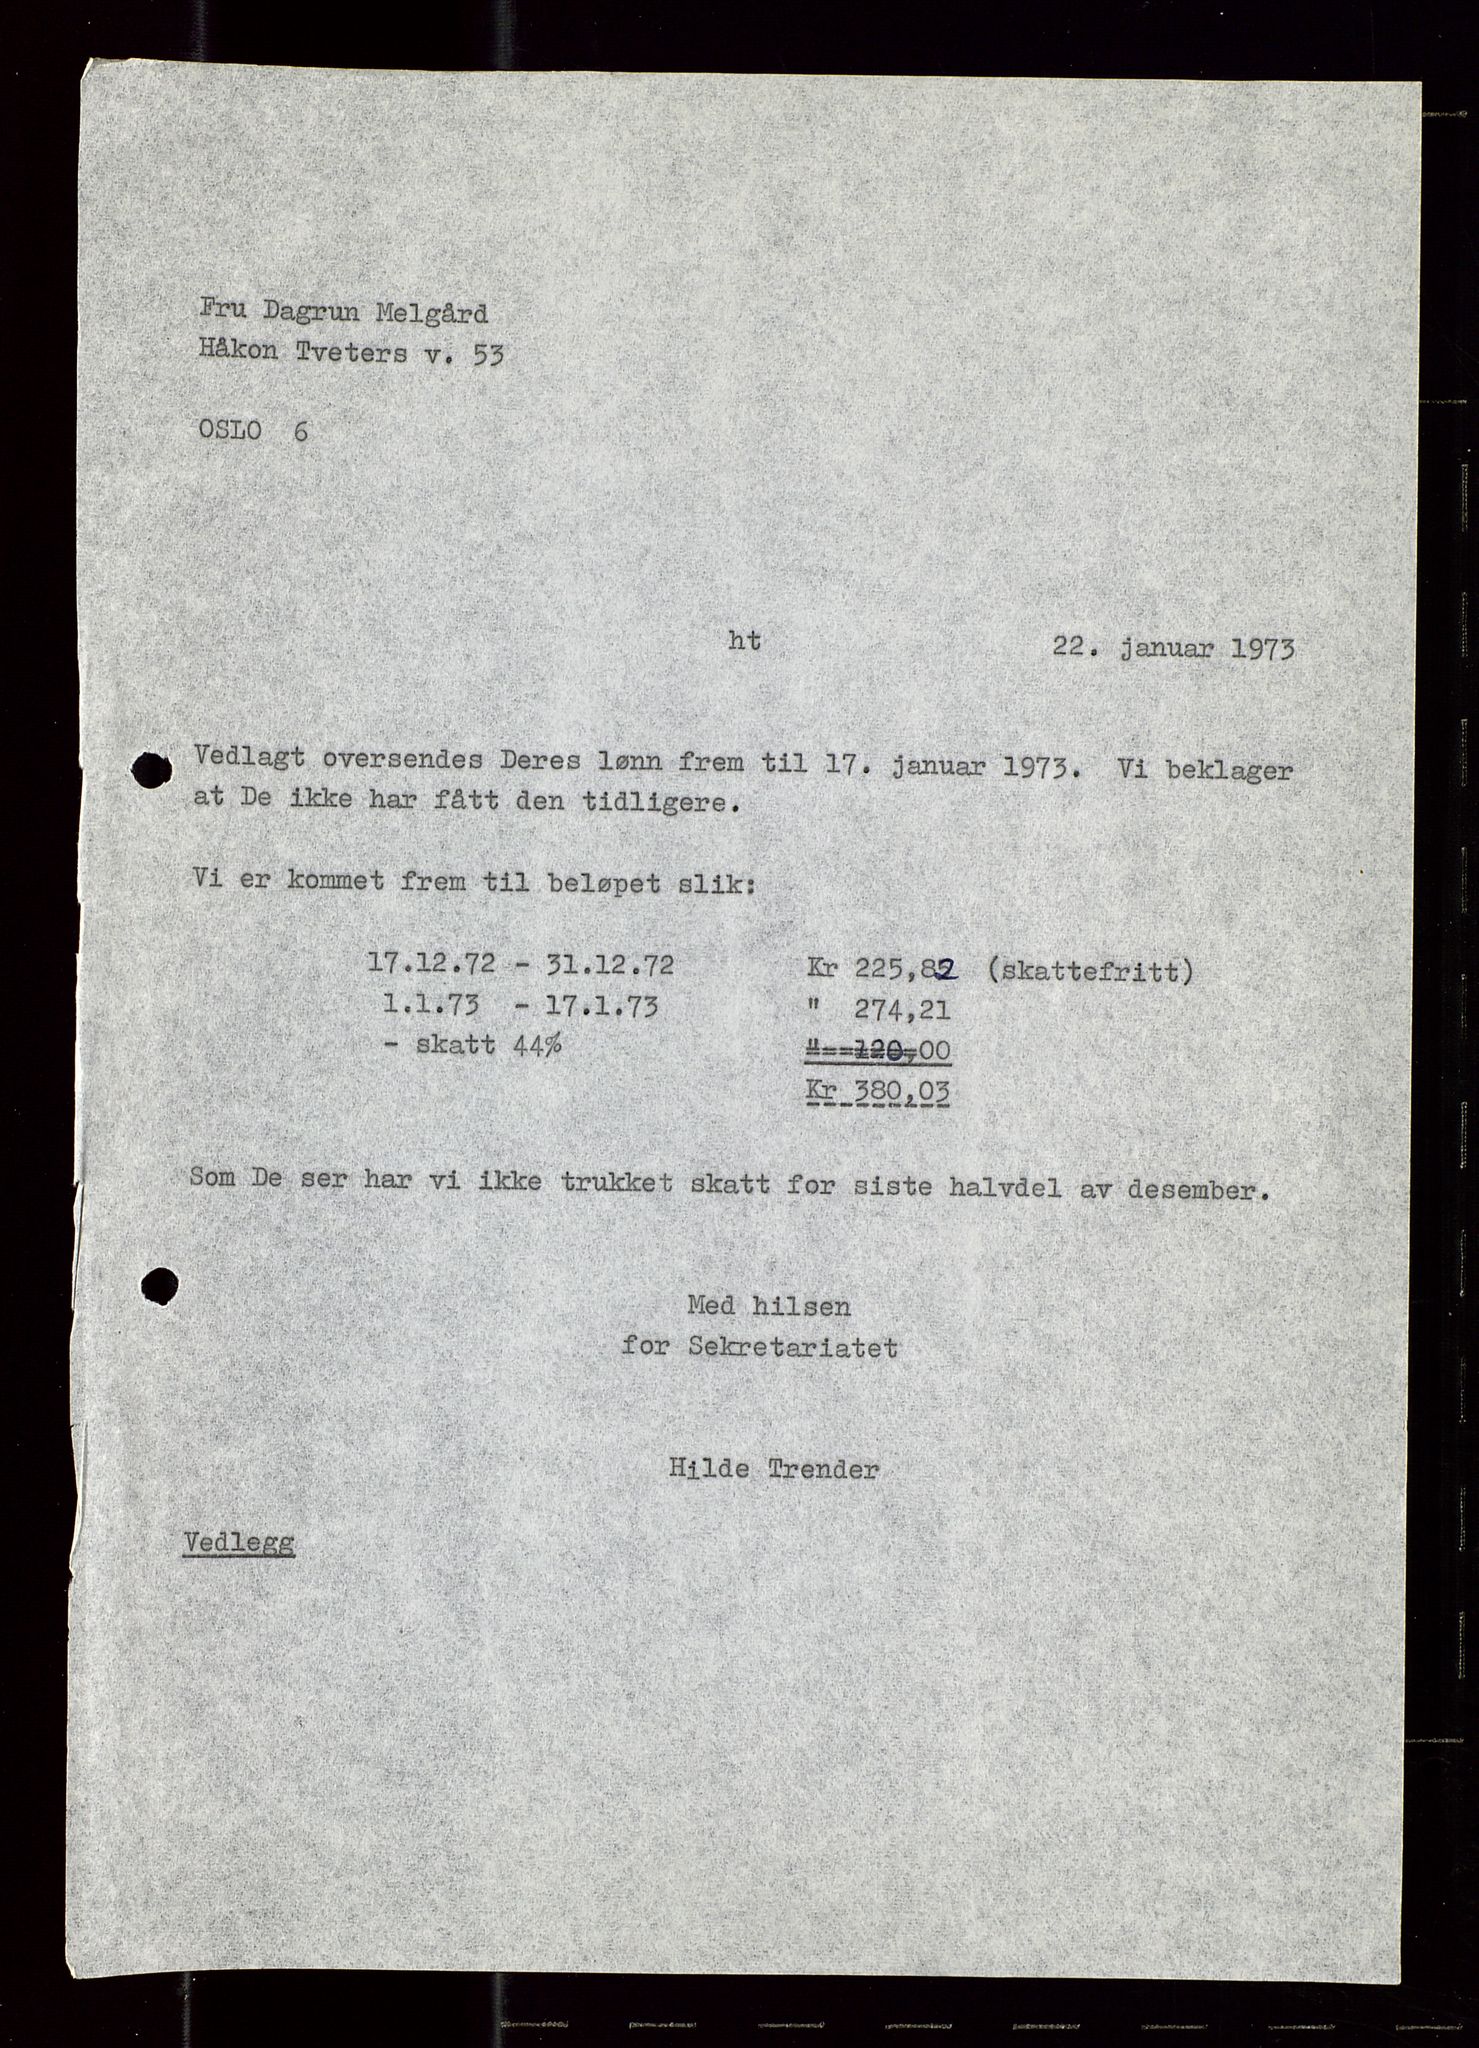 Fru Dagrun Melgård
Håkon Tveters v. 53
OSLO 6
ht 22. januar 1973
Vedlagt oversendes Deres lønn frem til 17. januar 1973. Vi beklager
at De ikke har fått den tidligere.
Vi er kommet frem til beløpet slik:
17.12.72 - 31.12.72 Kr 225,82 (skattefritt)
1.1.73 - 17.1.73 " 274,21
- skatt 44% " 120,00
Kr 380,03
Som De ser har vi ikke trukket skatt for siste halvdel av desember.
Med hilsen
for Sekretariatet
Hilde Trender
Vedlegg